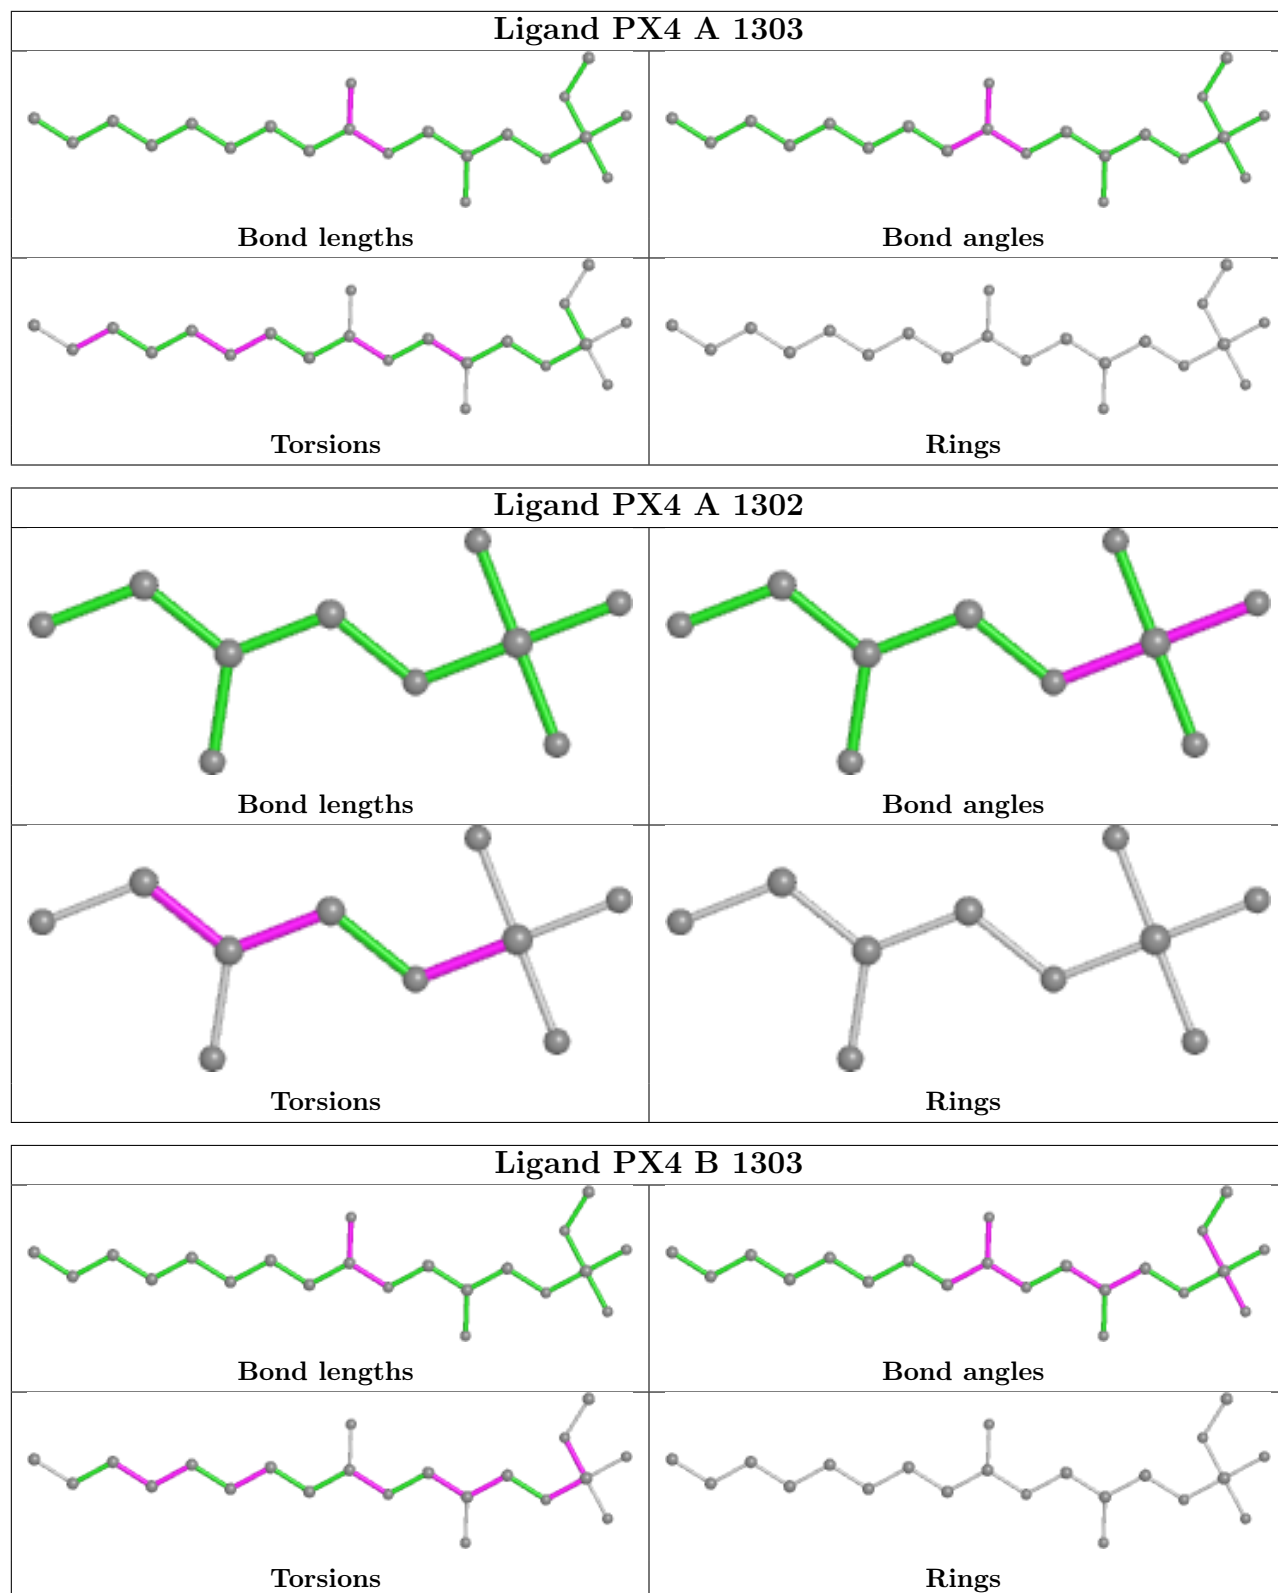 Ligand PX4 A 1303
Bond lengths
Bond angles
Torsions
Rings
Ligand PX4 A 1302
Bond lengths
Bond angles
Torsions
Rings
Ligand PX4 B 1303
Bond lengths
Bond angles
Torsions
Rings